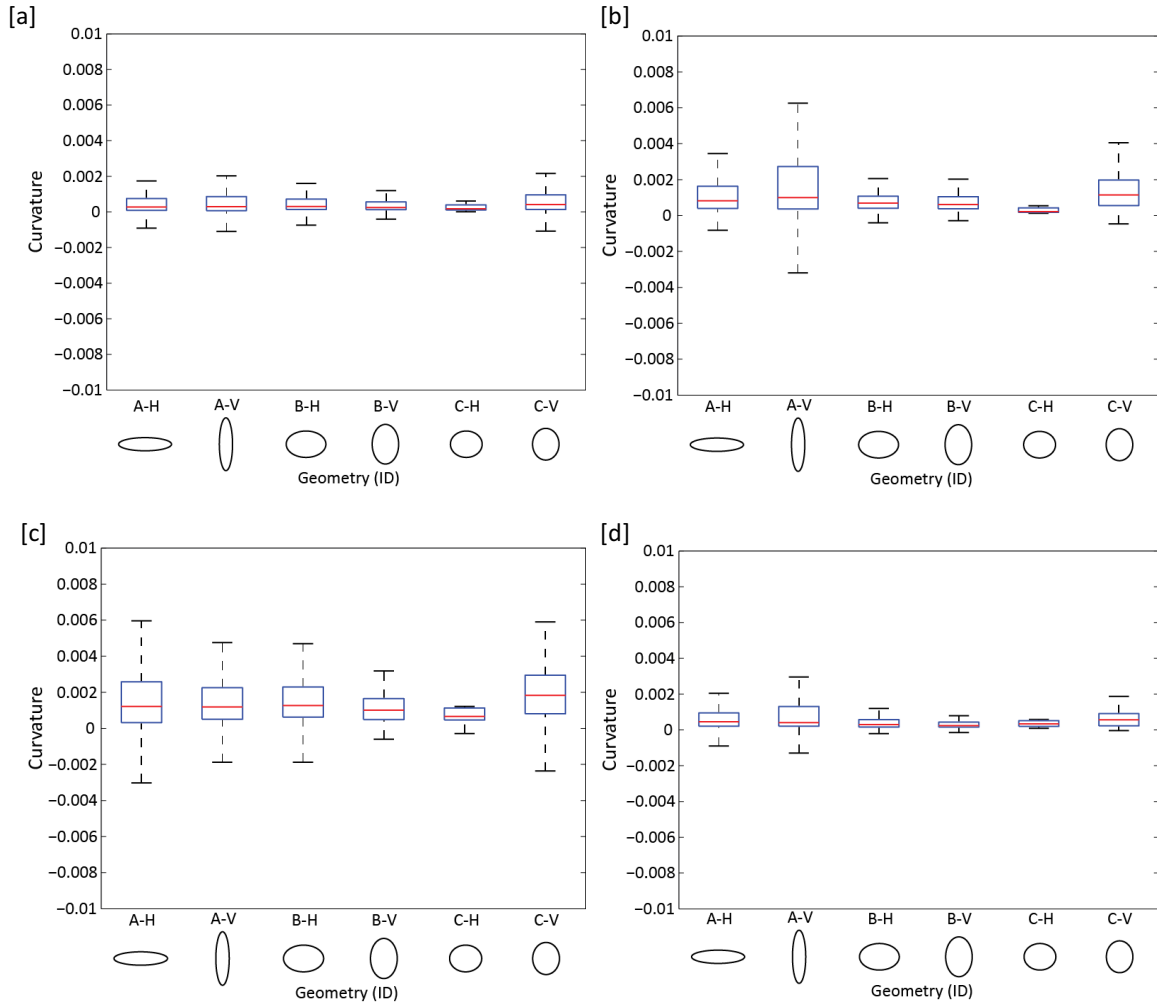 [a]
0.01
0.008
0.006
0.004
0.002
0
−0.002
−0.004
−0.006
−0.008
−0.01
Curvature
A-H A-V B-H B-V C-H C-V
Geometry (ID)
[b]
0.01
0.008
0.006
0.004
0.002
0
−0.002
−0.004
−0.006
−0.008
−0.01
Curvature
A-H A-V B-H B-V C-H C-V
Geometry (ID)
[c]
0.01
0.008
0.006
0.004
0.002
0
−0.002
−0.004
−0.006
−0.008
−0.01
Curvature
A-H A-V B-H B-V C-H C-V
Geometry (ID)
[d]
0.01
0.008
0.006
0.004
0.002
0
−0.002
−0.004
−0.006
−0.008
−0.01
Curvature
A-H A-V B-H B-V C-H C-V
Geometry (ID)